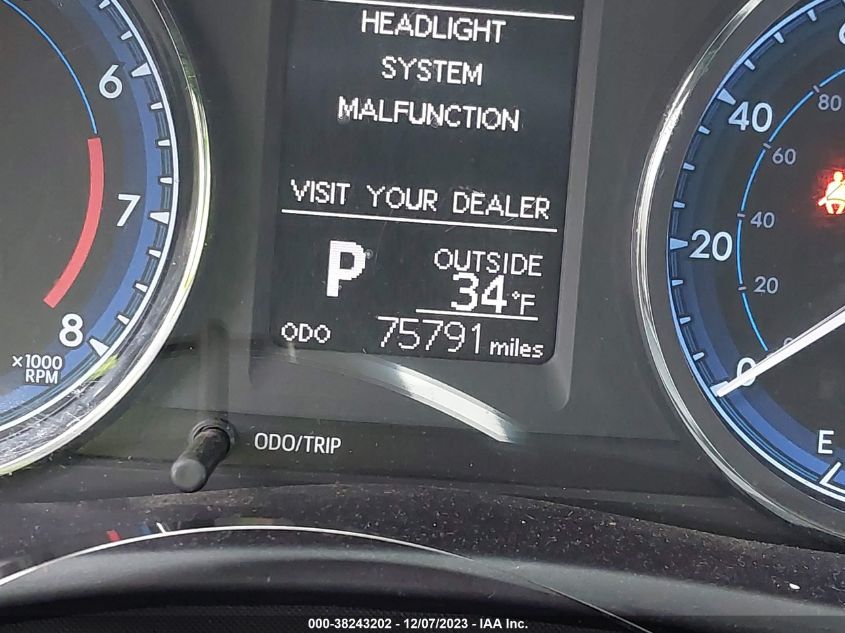 HEADLIGHT
SYSTEM
MALFUNCTION
VISIT YOUR DEALER
P
OUTSIDE
34°F
ODO 75791 miles
6
7
8
×1000
RPM
40
20
0
80
60
40
20
E
ODO/TRIP
000-38243202 - 12/07/2023 - IAA Inc.